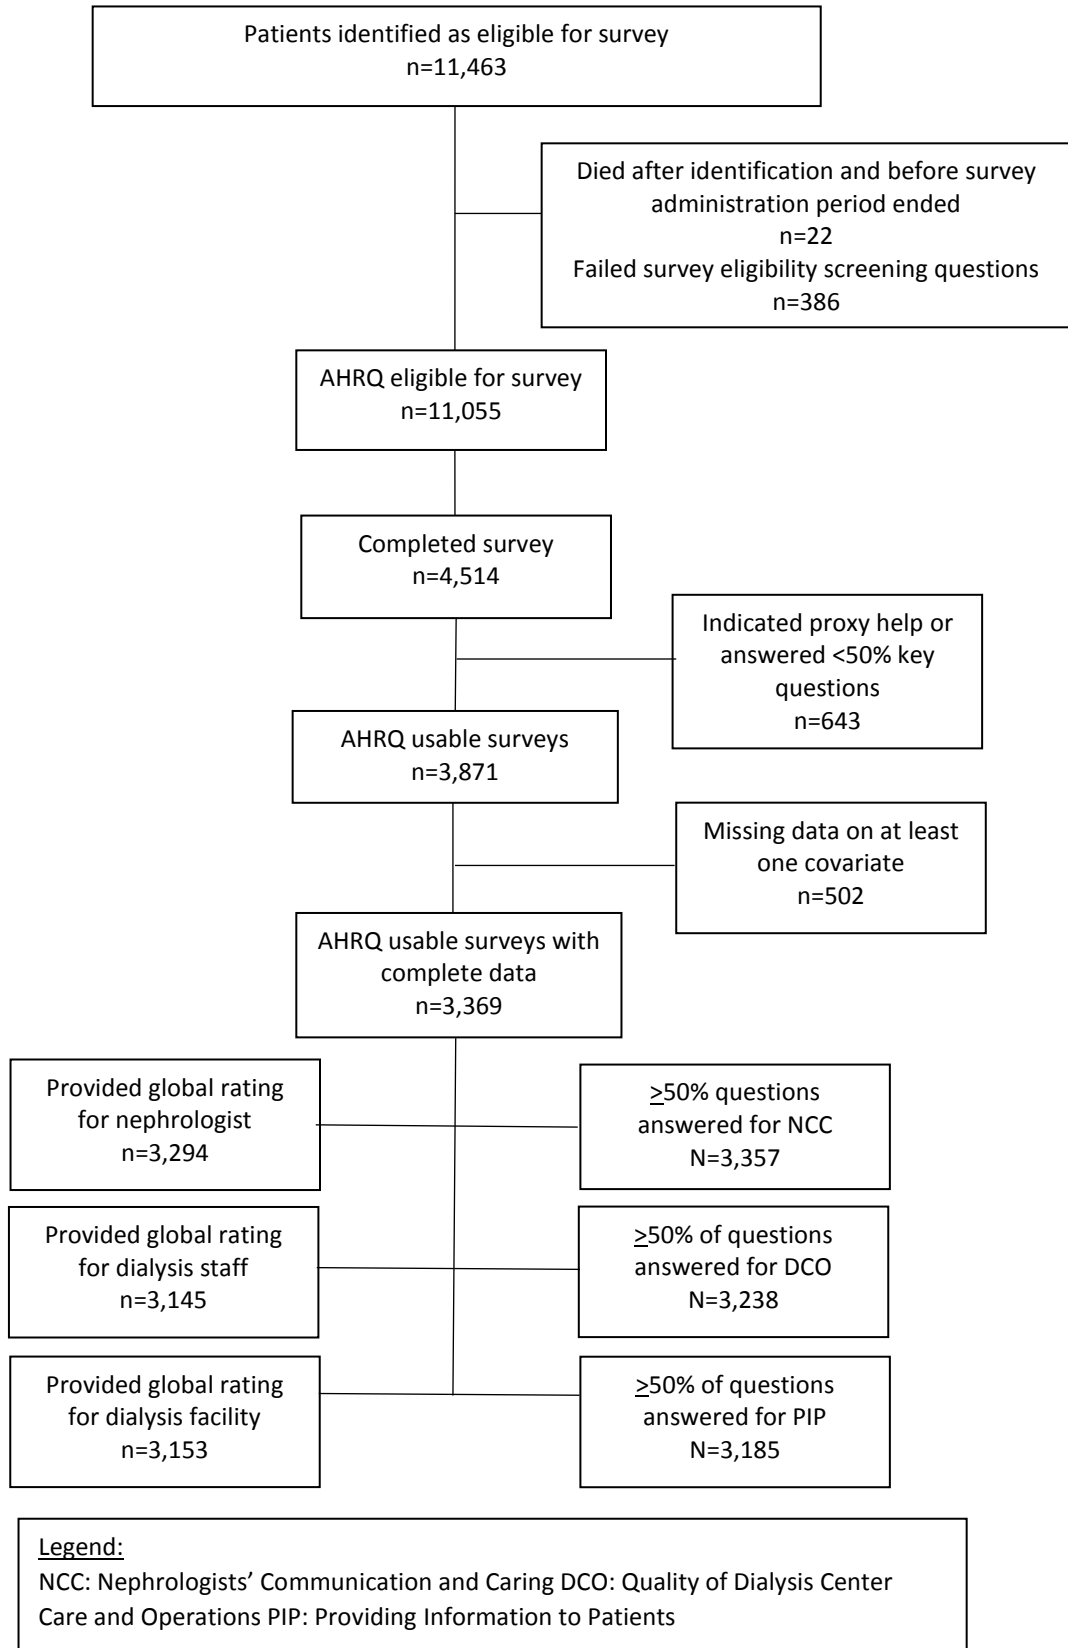 Patients identified as eligible for survey
n=11,463
Died after identification and before survey
administration period ended
n=22
Failed survey eligibility screening questions
n=386
AHRQ eligible for survey
n=11,055
Completed survey
n=4,514
Indicated proxy help or
answered <50% key
questions
n=643
AHRQ usable surveys
n=3,871
Missing data on at least
one covariate
n=502
AHRQ usable surveys with
complete data
n=3,369
Provided global rating
for nephrologist
n=3,294
≥50% questions
answered for NCC
N=3,357
Provided global rating
for dialysis staff
n=3,145
≥50% of questions
answered for DCO
N=3,238
Provided global rating
for dialysis facility
n=3,153
≥50% of questions
answered for PIP
N=3,185
Legend:
NCC: Nephrologists’ Communication and Caring DCO: Quality of Dialysis Center
Care and Operations PIP: Providing Information to Patients